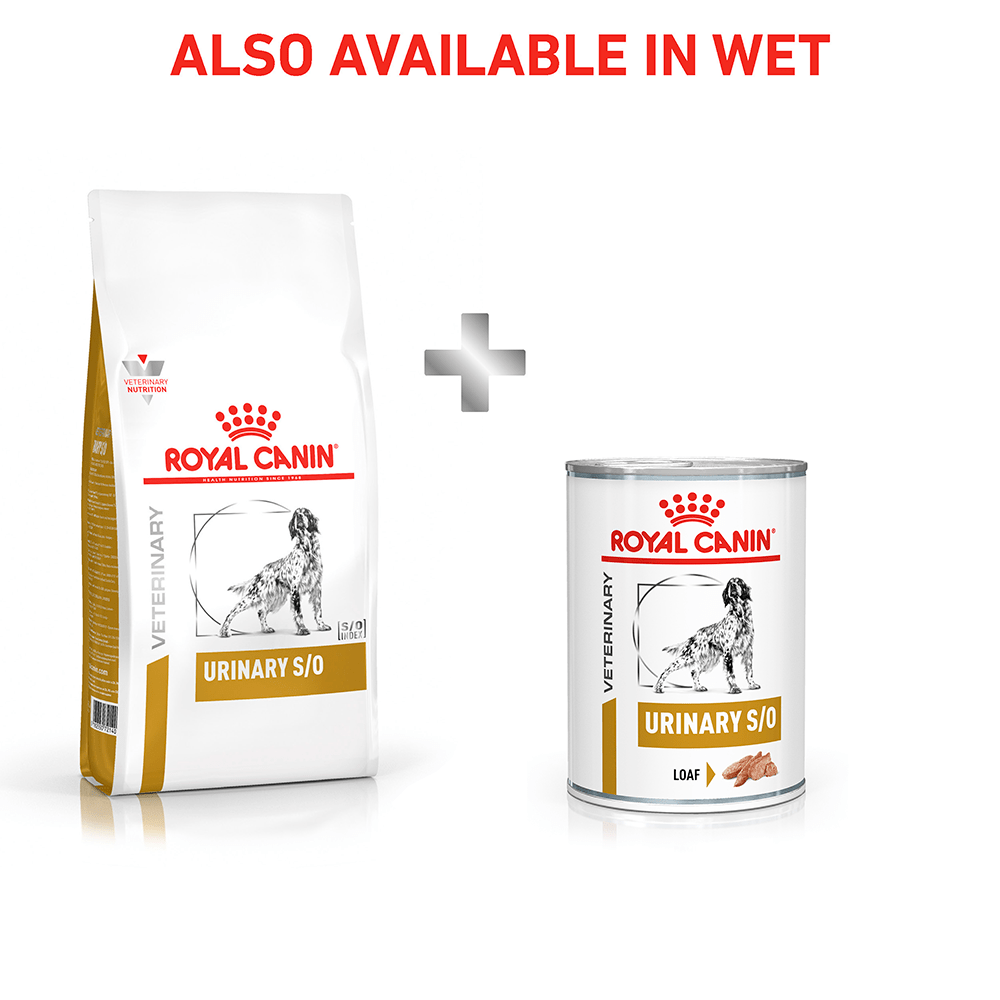 ALSO AVAILABLE IN WET
VETERINARY
NUTRITION
ROYAL CANIN®
HEALTH NUTRITION SINCE 1968
VETERINARY
S/O
INDEX
URINARY S/O
ROYAL CANIN®
VETERINARY
URINARY S/O
LOAF